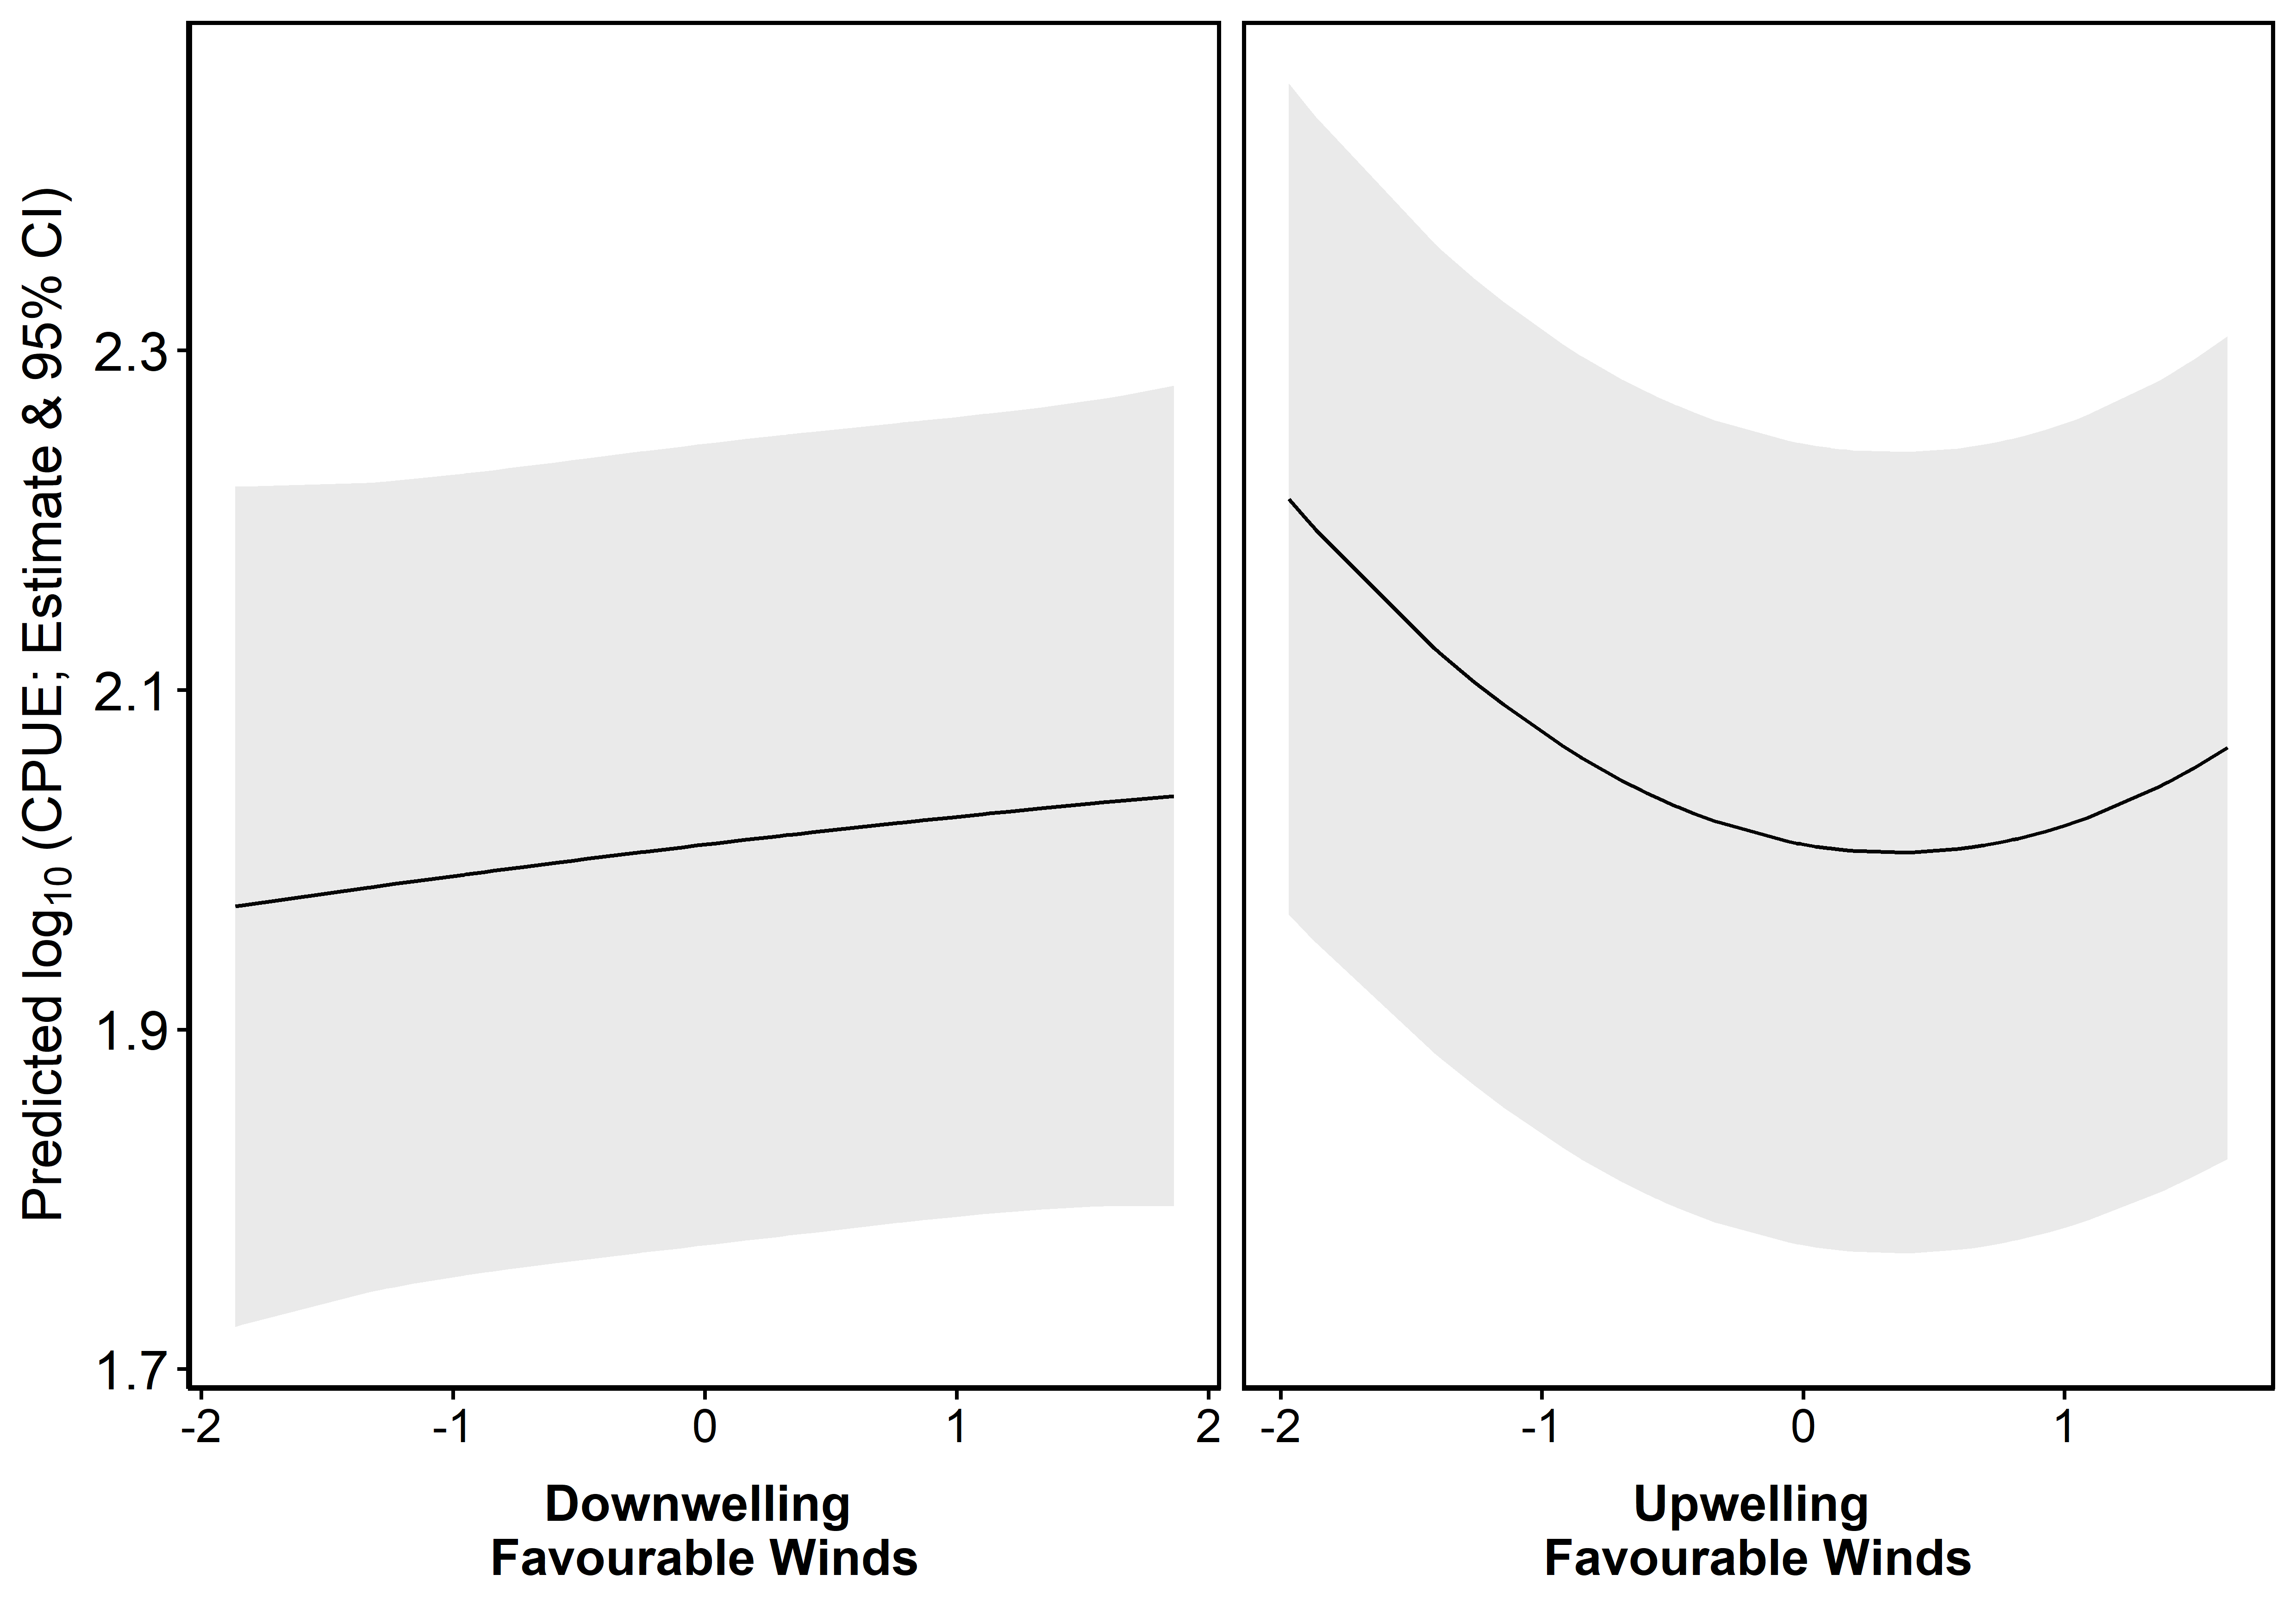 Predicted log₁₀ (CPUE; Estimate & 95% CI)
2.3
2.1
1.9
1.7
-2 -1 0 1 2
-2 -1 0 1
Downwelling
Favourable Winds
Upwelling
Favourable Winds